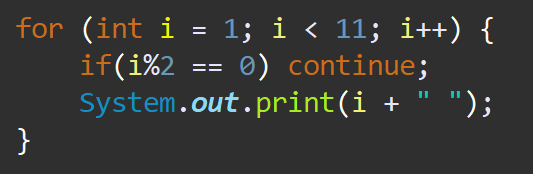 for (int i = 1; i < 11; i++) {
    if(i%2 == 0) continue;
    System.out.print(i + " ");
}